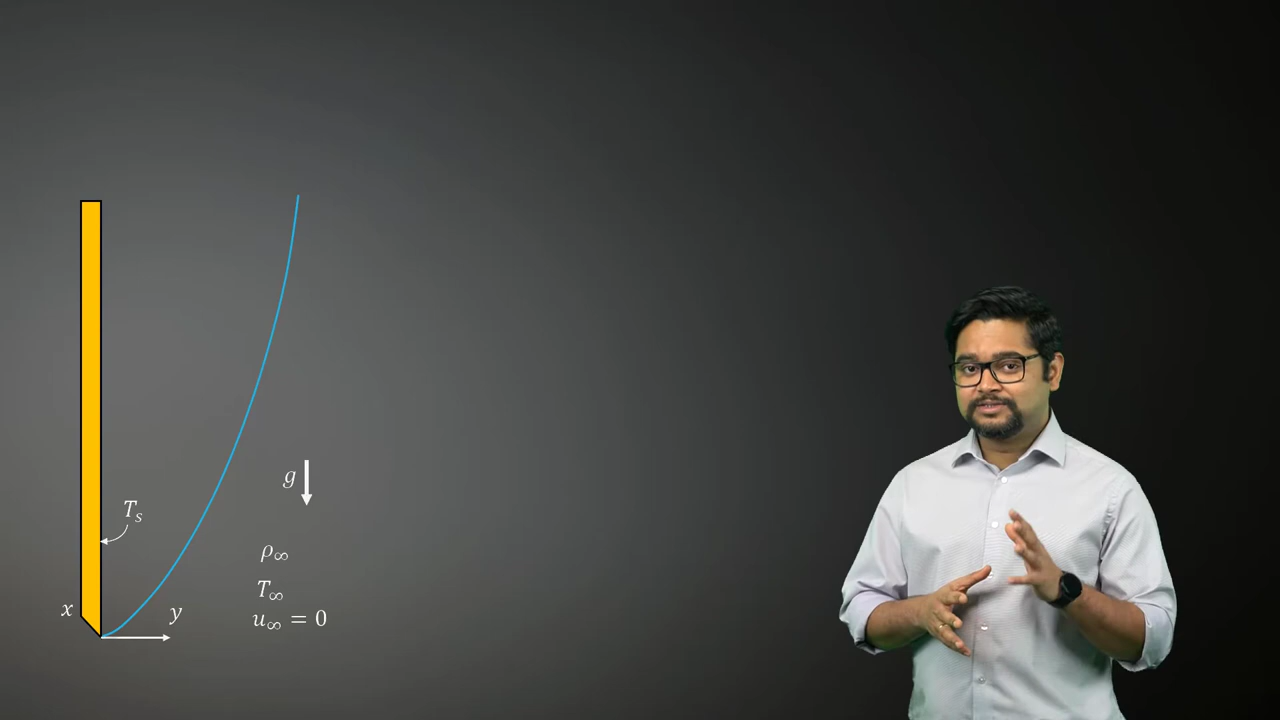 T_s
g
ρ_∞
T_∞
x
y
u_∞ = 0